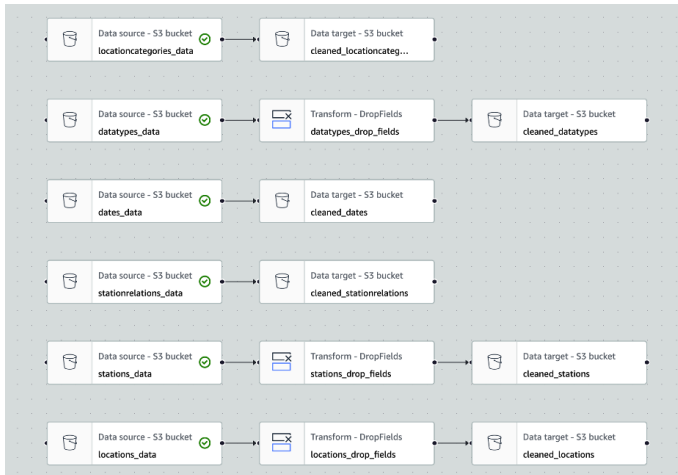 Data source - S3 bucket
locationcategories_data
Data target - S3 bucket
cleaned_locationcateg...
Data source - S3 bucket
datatypes_data
Transform - DropFields
datatypes_drop_fields
Data target - S3 bucket
cleaned_datatypes
Data source - S3 bucket
dates_data
Data target - S3 bucket
cleaned_dates
Data source - S3 bucket
stationrelations_data
Data target - S3 bucket
cleaned_stationrelations
Data source - S3 bucket
stations_data
Transform - DropFields
stations_drop_fields
Data target - S3 bucket
cleaned_stations
Data source - S3 bucket
locations_data
Transform - DropFields
locations_drop_fields
Data target - S3 bucket
cleaned_locations